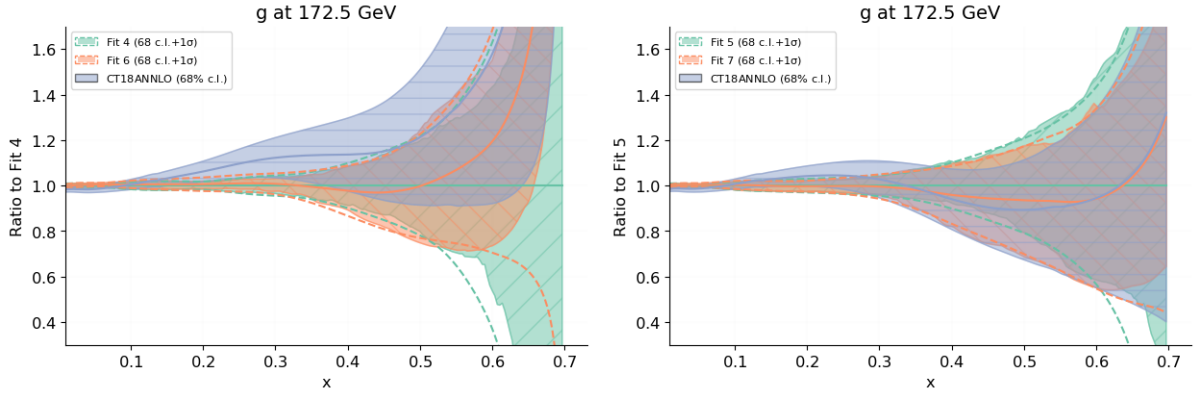 g at 172.5 GeV
Ratio to Fit 4
1.6
1.4
1.2
1.0
0.8
0.6
0.4
Fit 4 (68 c.l.+1σ)
Fit 6 (68 c.l.+1σ)
CT18ANNLO (68% c.l.)
0.1 0.2 0.3 0.4 0.5 0.6 0.7
x
g at 172.5 GeV
Ratio to Fit 5
1.6
1.4
1.2
1.0
0.8
0.6
0.4
Fit 5 (68 c.l.+1σ)
Fit 7 (68 c.l.+1σ)
CT18ANNLO (68% c.l.)
0.1 0.2 0.3 0.4 0.5 0.6 0.7
x